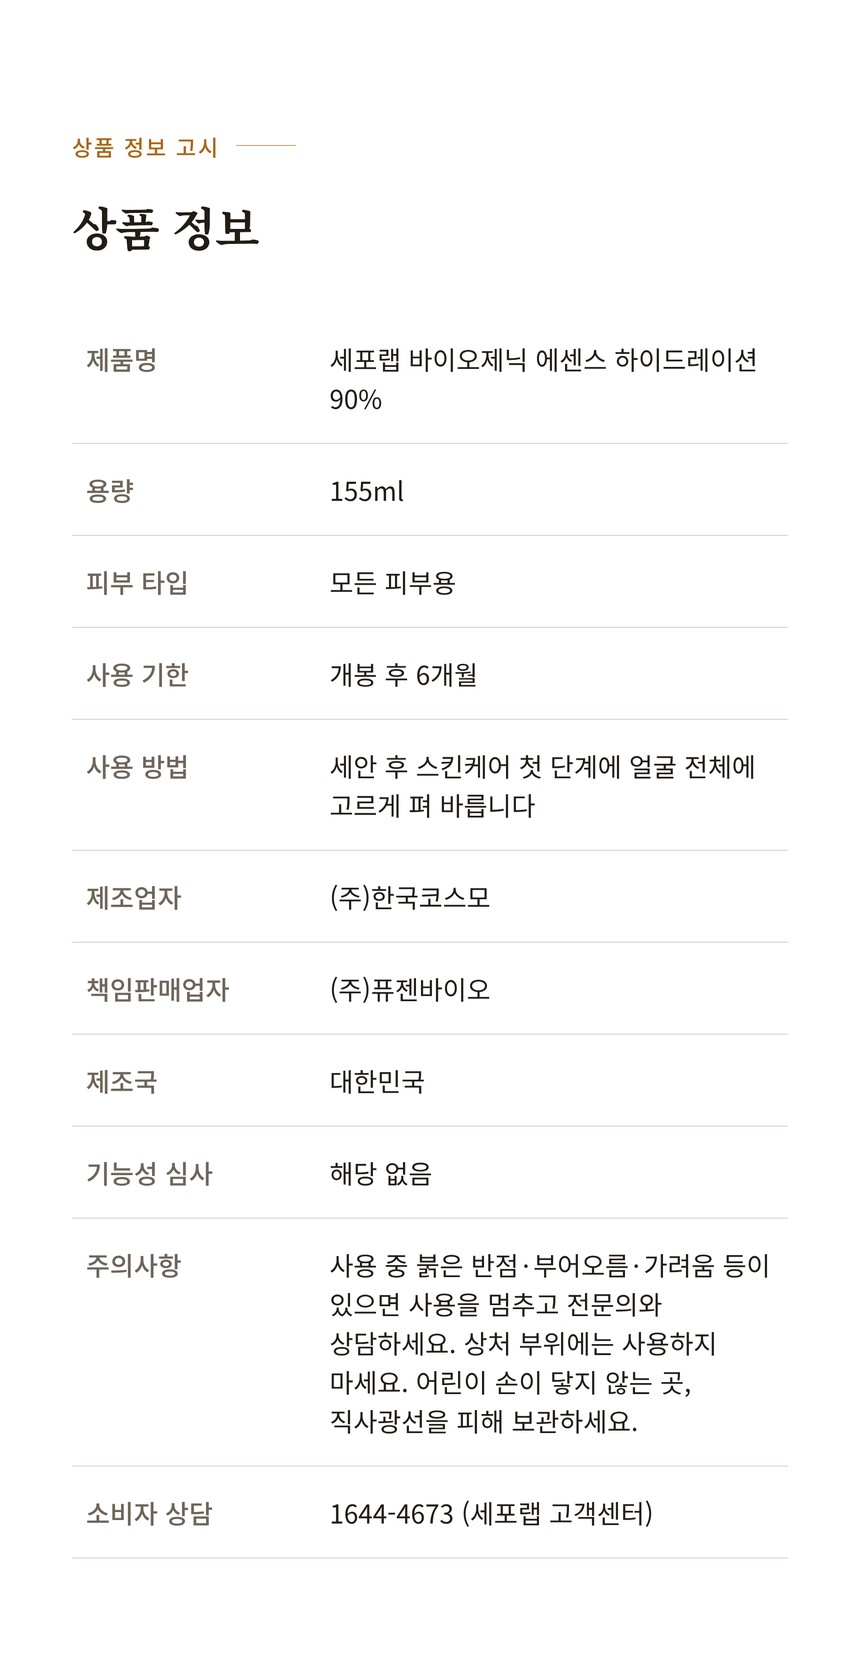 상품 정보 고시
상품 정보
제품명
세포랩 바이오제닉 에센스 하이드레이션
90%
용량
155ml
피부 타입
모든 피부용
사용 기한
개봉 후 6개월
사용 방법
세안 후 스킨케어 첫 단계에 얼굴 전체에
고르게 펴 바릅니다
제조업자
(주)한국코스모
책임판매업자
(주)퓨젠바이오
제조국
대한민국
기능성 심사
해당 없음
주의사항
사용 중 붉은 반점·부어오름·가려움 등이
있으면 사용을 멈추고 전문의와
상담하세요. 상처 부위에는 사용하지
마세요. 어린이 손이 닿지 않는 곳,
직사광선을 피해 보관하세요.
소비자 상담
1644-4673 (세포랩 고객센터)